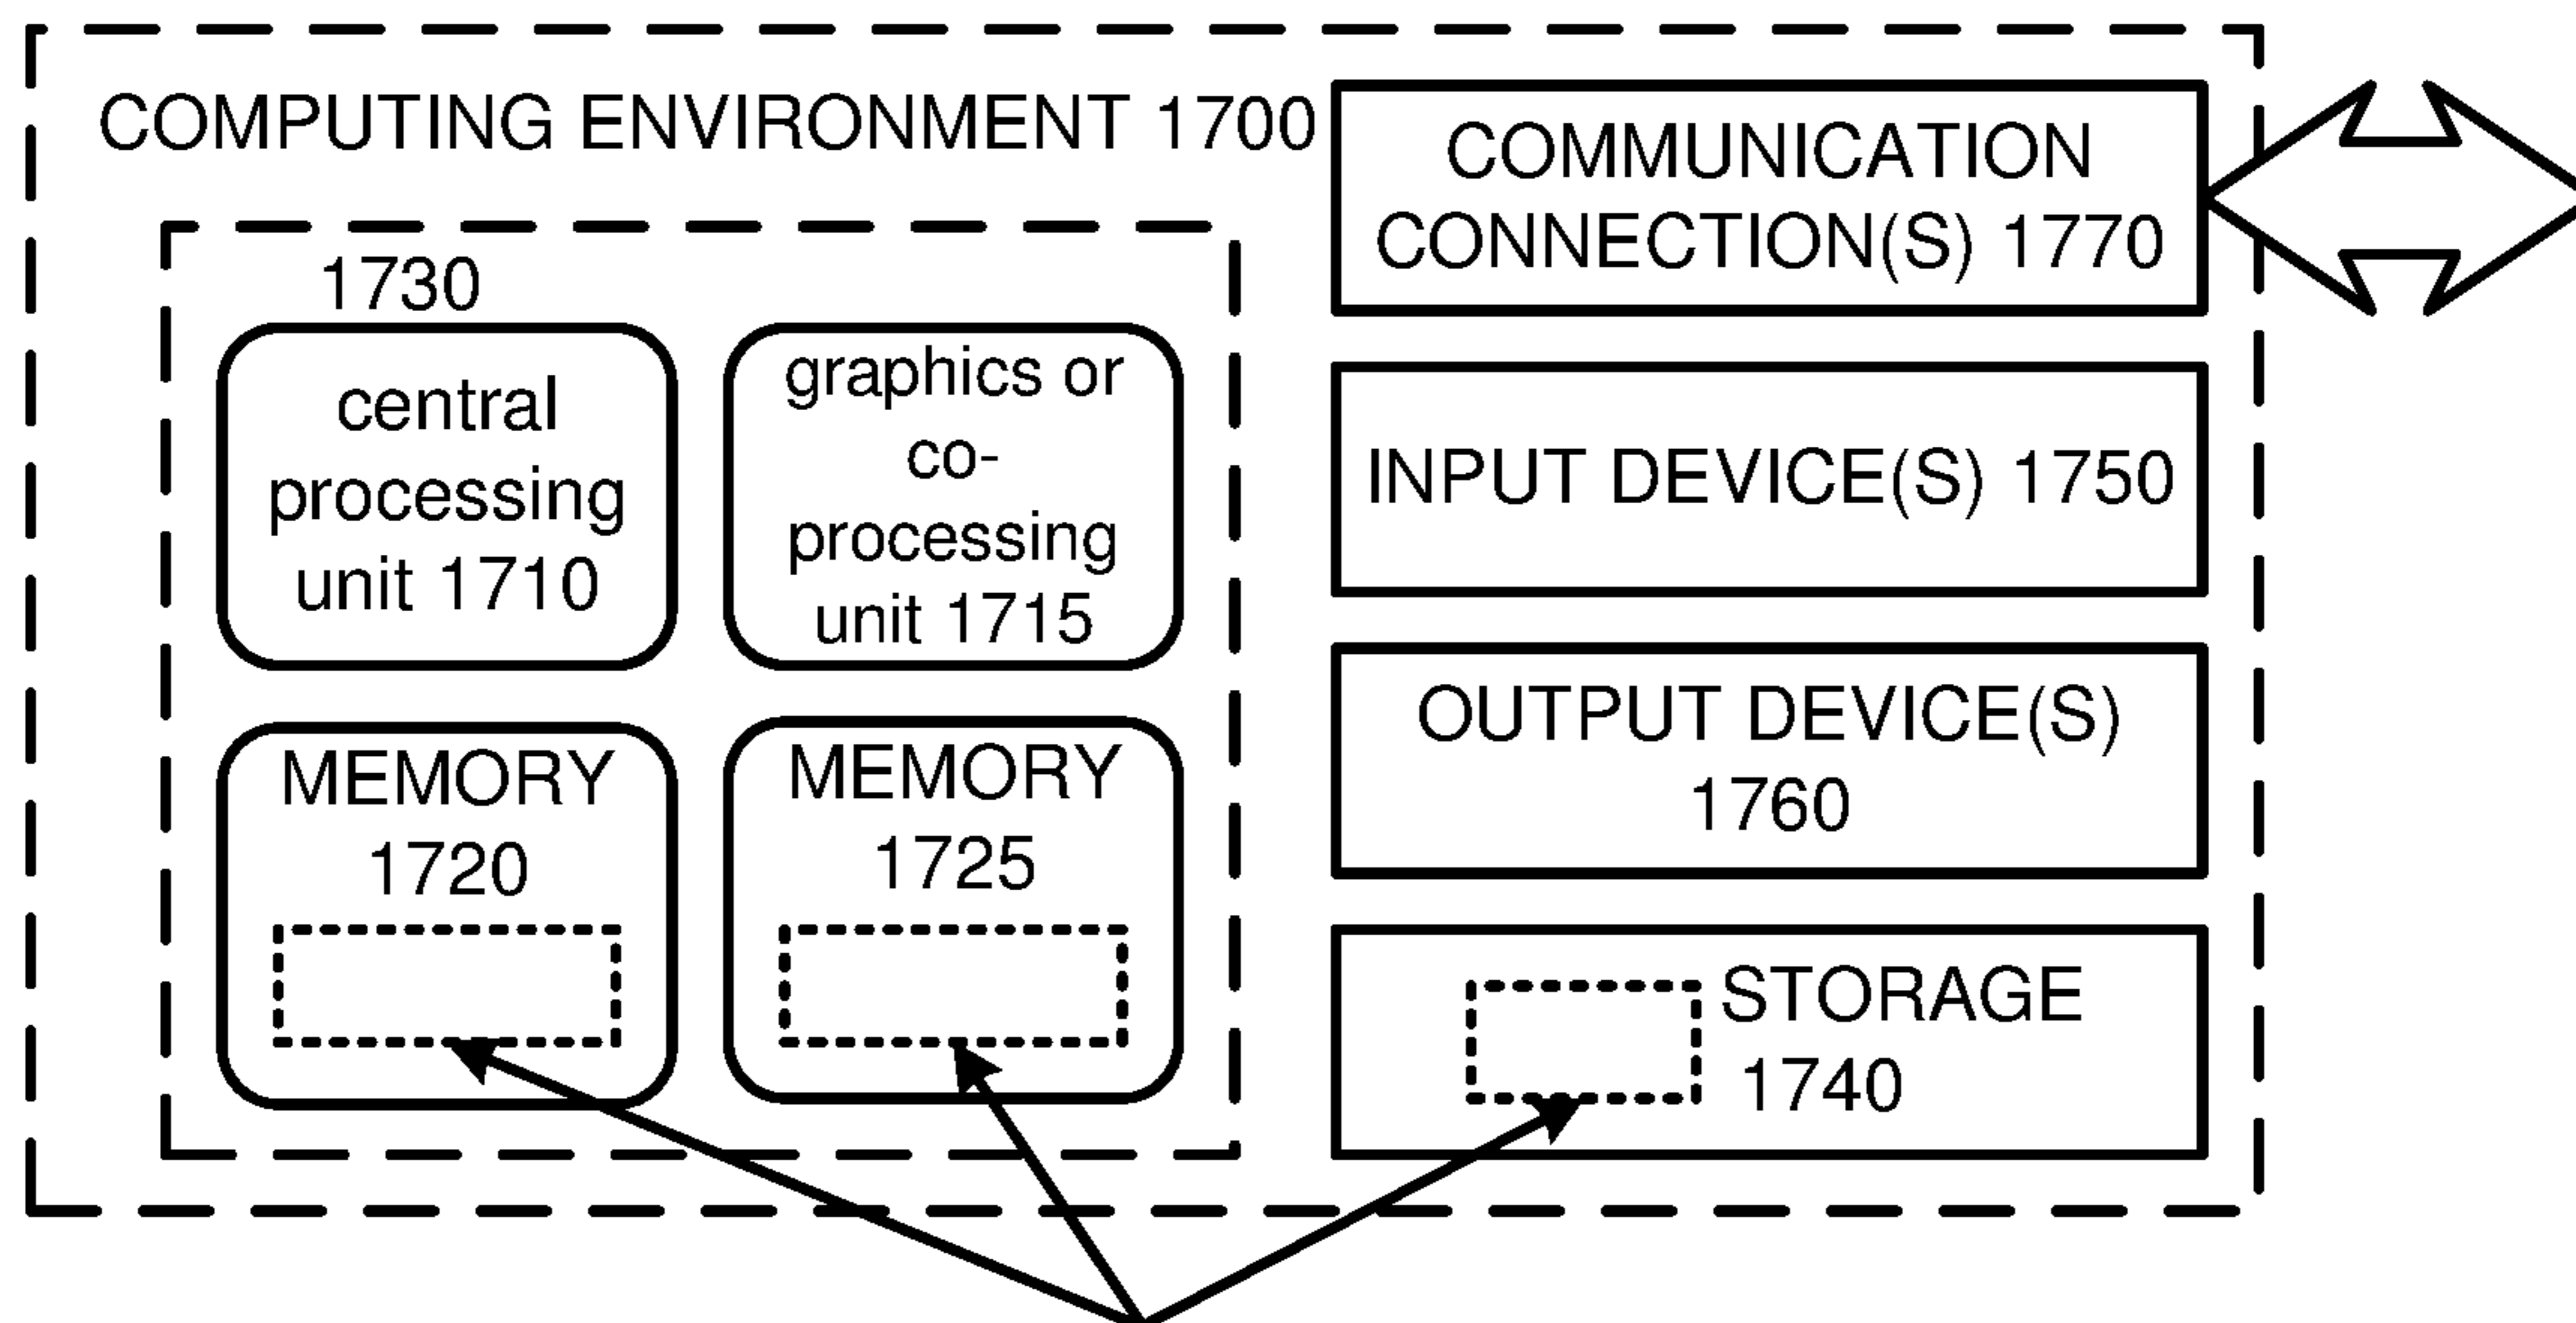 COMPUTING ENVIRONMENT 1700
COMMUNICATION
CONNECTION(S) 1770
1730
central
processing
unit 1710
graphics or
co-
processing
unit 1715
INPUT DEVICE(S) 1750
MEMORY
1720
MEMORY
1725
OUTPUT DEVICE(S)
1760
STORAGE
1740